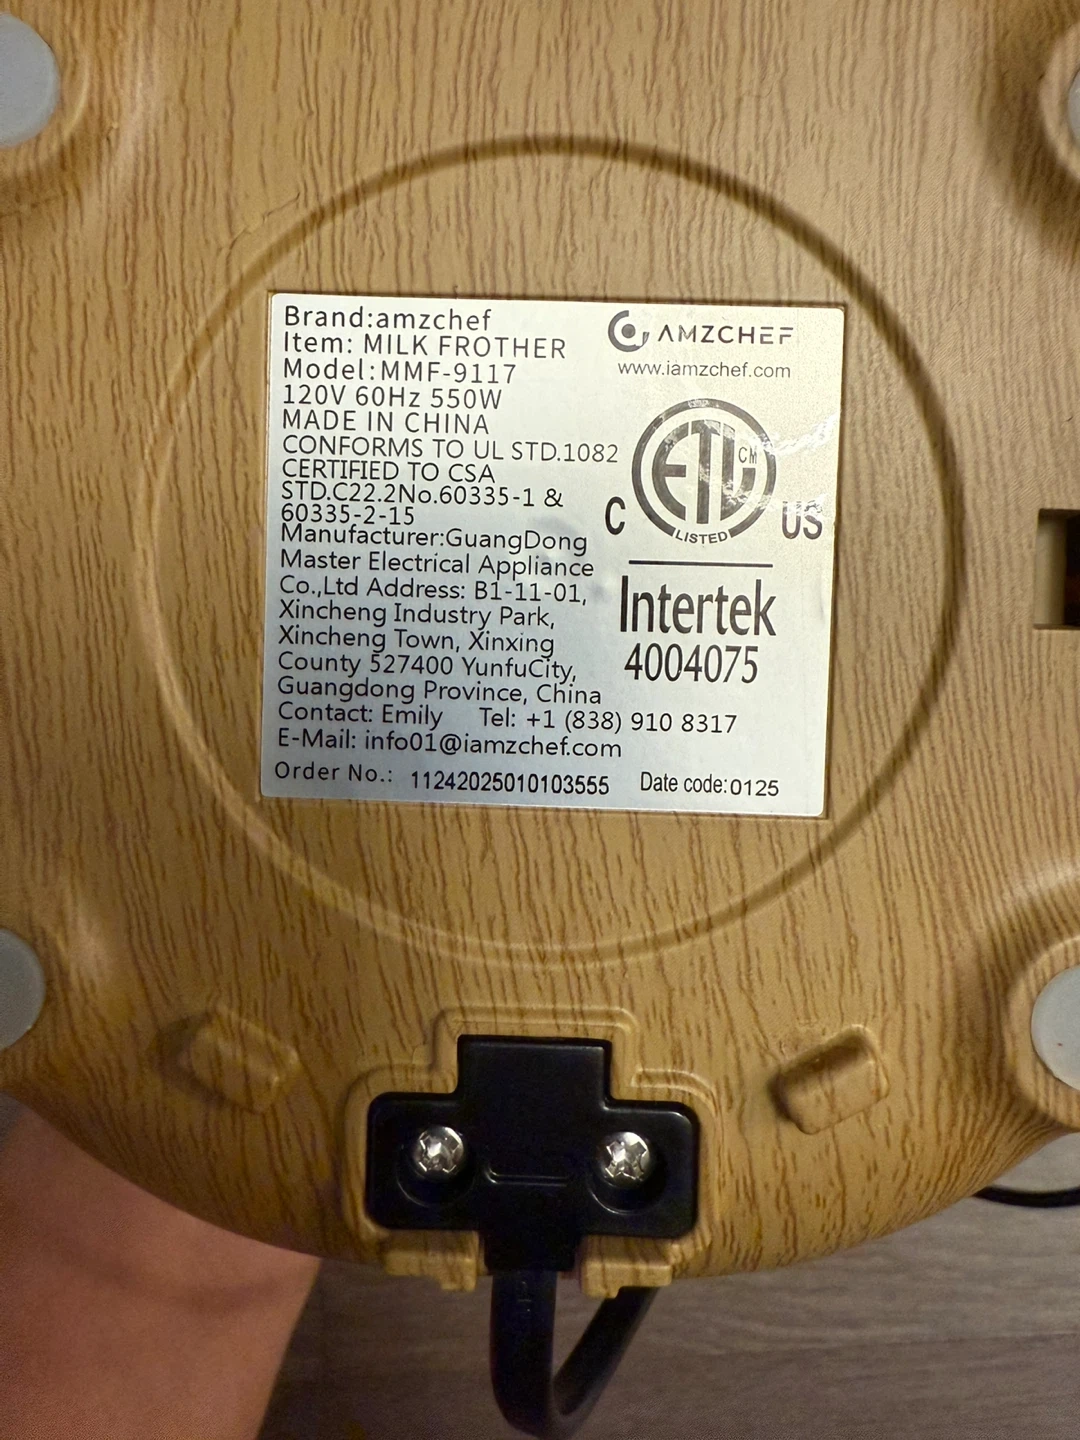 Brand:amzchef
Item: MILK FROTHER
Model:MMF-9117
120V 60Hz 550W
MADE IN CHINA
CONFORMS TO UL STD.1082
CERTIFIED TO CSA
STD.C22.2No.60335-1 &
60335-2-15
Manufacturer:GuangDong
Master Electrical Appliance
Co.,Ltd Address: B1-11-01,
Xincheng Industry Park,
Xincheng Town, Xinxing
County 527400 YunfuCity,
Guangdong Province, China
Contact: Emily Tel: +1 (838) 910 8317
E-Mail: info01@iamzchef.com
Order No.: 11242025010103555 Date code:0125
AMZCHEF
www.iamzchef.com
ETL CM
C US
LISTED
Intertek
4004075